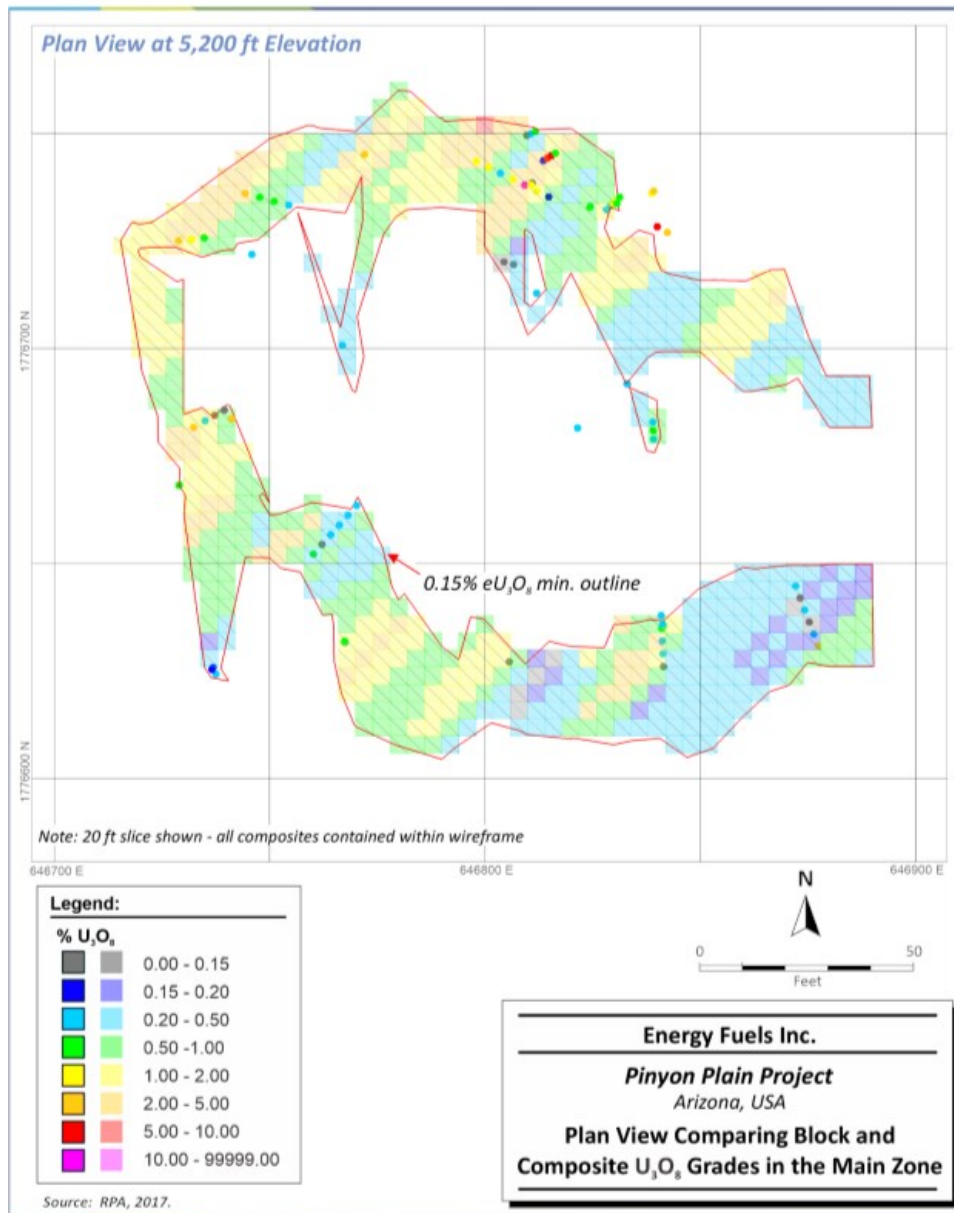 Plan View at 5,200 ft Elevation
1776700 N
0.15% eU₃O₈ min. outline
1776600 N
Note: 20 ft slice shown - all composites contained within wireframe
646700 E
646800 E
646900 E
Legend:
% U₃O₈
0.00 - 0.15
0.15 - 0.20
0.20 - 0.50
0.50 -1.00
1.00 - 2.00
2.00 - 5.00
5.00 - 10.00
10.00 - 99999.00
N
0 50
Feet
Energy Fuels Inc.
Pinyon Plain Project
Arizona, USA
Plan View Comparing Block and
Composite U₃O₈ Grades in the Main Zone
Source: RPA, 2017.